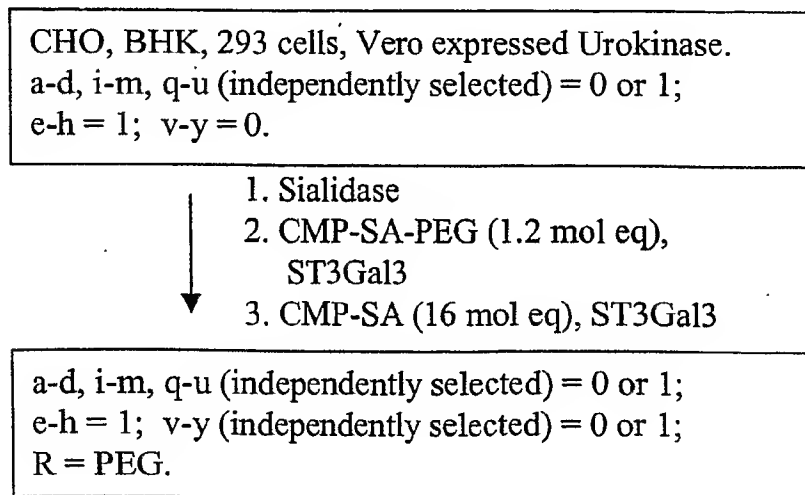 CHO, BHK, 293 cells, Vero expressed Urokinase.
a-d, i-m, q-u (independently selected) = 0 or 1;
e-h = 1; v-y = 0.
1. Sialidase
2. CMP-SA-PEG (1.2 mol eq),
ST3Gal3
3. CMP-SA (16 mol eq), ST3Gal3
a-d, i-m, q-u (independently selected) = 0 or 1;
e-h = 1; v-y (independently selected) = 0 or 1;
R = PEG.